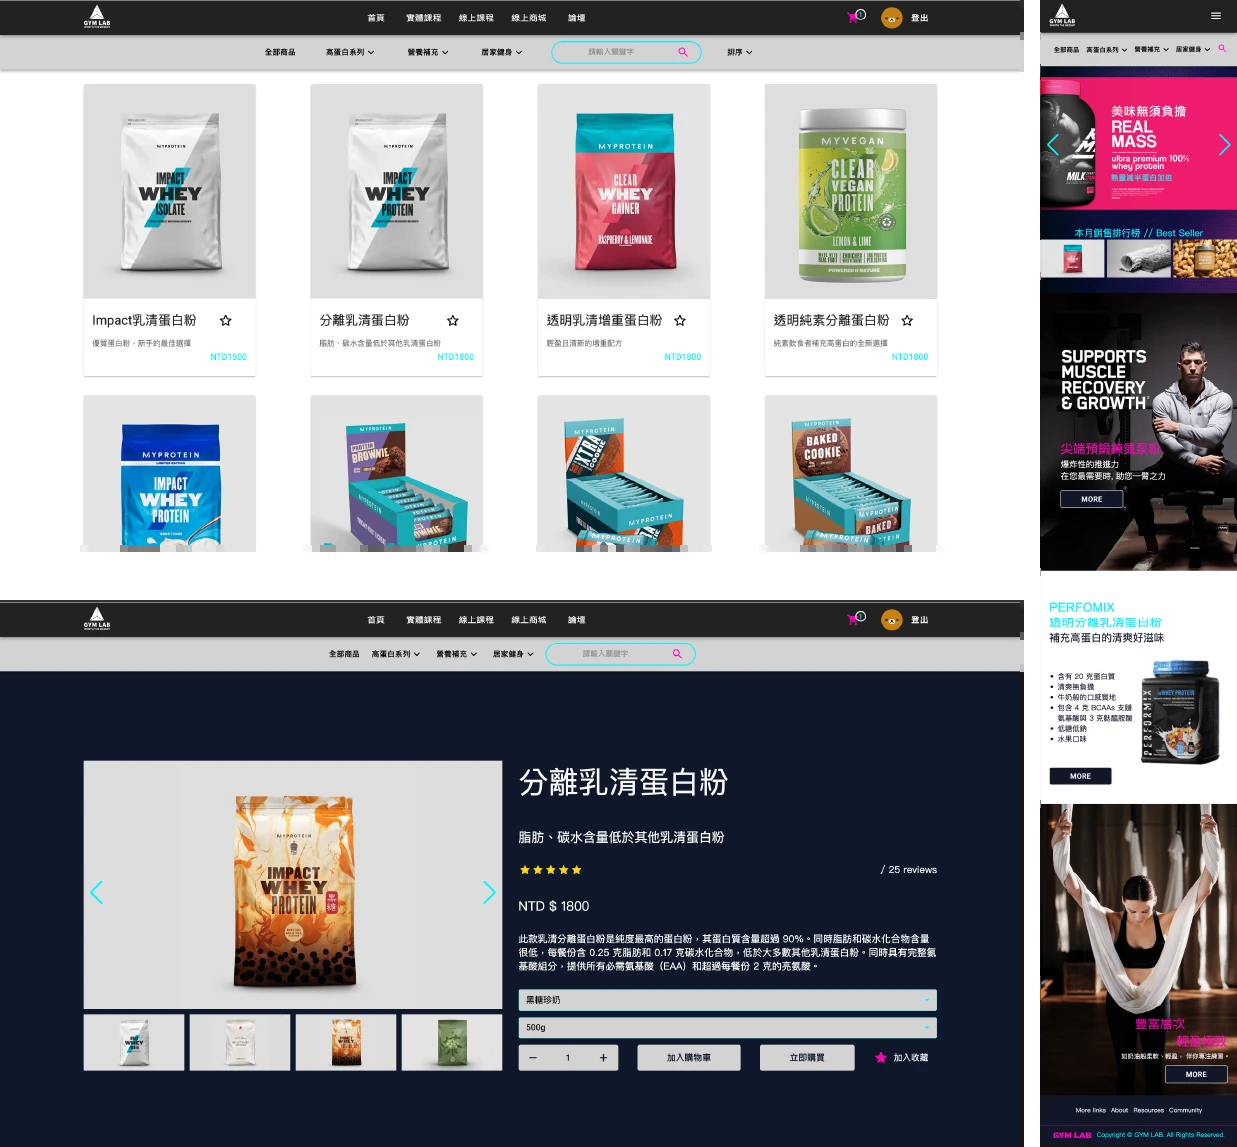 GYM LAB
首頁 實體課程 線上課程 線上商城 論壇 1 登出
全部商品 高蛋白系列 營養補充 居家健身 請輸入關鍵字 排序
MYPROTEIN
IMPACT
WHEY
ISOLATE
MYPROTEIN
IMPACT
WHEY
PROTEIN
MYPROTEIN
CLEAR
WHEY
GAINER
RASPBERRY & LEMONADE
MYVEGAN
CLEAR
VEGAN
PROTEIN
LEMON & LIME
POWERED BY NATURE
Impact乳清蛋白粉
優質蛋白粉,新手的最佳選擇
NTD1500
分離乳清蛋白粉
脂肪、碳水含量低於其他乳清蛋白粉
NTD1800
透明乳清增重蛋白粉
輕盈且清新的增重配方
NTD1800
透明純素分離蛋白粉
純素飲食者補充高蛋白的全新選擇
NTD1800
MYPROTEIN
LIMITED EDITION
IMPACT
WHEY
PROTEIN
MYPROTEIN
PROTEIN
BROWNIE
MYPROTEIN
MYPROTEIN
XTRA
COOKIE
MYPROTEIN
MYPROTEIN
BAKED
COOKIE
MYPROTEIN
BAKED
GYM LAB
首頁 實體課程 線上課程 線上商城 論壇 1 登出
全部商品 高蛋白系列 營養補充 居家健身 請輸入關鍵字
MYPROTEIN
IMPACT
WHEY
PROTEIN
黑糖
分離乳清蛋白粉
脂肪、碳水含量低於其他乳清蛋白粉
/ 25 reviews
NTD $ 1800
此款乳清分離蛋白粉是純度最高的蛋白粉,其蛋白質含量超過 90%。同時脂肪和碳水化合物含量
很低,每餐份含 0.25 克脂肪和 0.17 克碳水化合物,低於大多數其他乳清蛋白粉。同時具有完整氨
基酸組分,提供所有必需氨基酸(EAA)和超過每餐份 2 克的亮氨酸。
黑糖珍奶
500g
− 1 + 加入購物車 立即購買 加入收藏
GYM LAB
全部商品 高蛋白系列 營養補充 居家健身
美味無須負擔
REAL
MASS
ultra premium 100%
whey protein
熱量減半蛋白加倍
MILK
本月銷售排行榜 // Best Seller
SUPPORTS
MUSCLE
RECOVERY
& GROWTH
尖端預鍛鍊氮泵粉
爆炸性的推進力
在您最需要時, 助您一臂之力
MORE
PERFOMIX
透明分離乳清蛋白粉
補充高蛋白的清爽好滋味
• 含有 20 克蛋白質
• 清爽無負擔
• 牛奶般的口感質地
• 包含 4 克 BCAAs 支鏈
氨基酸與 3 克麩醯胺酸
• 低糖低鈉
• 水果口味
PERFORMIX
WHEY PROTEIN
MORE
豐富層次
如奶油般柔軟、輕盈, 伴你專注練習。
MORE
More links About Resources Community
GYM LAB Copyright © GYM LAB. All Rights Reserved.